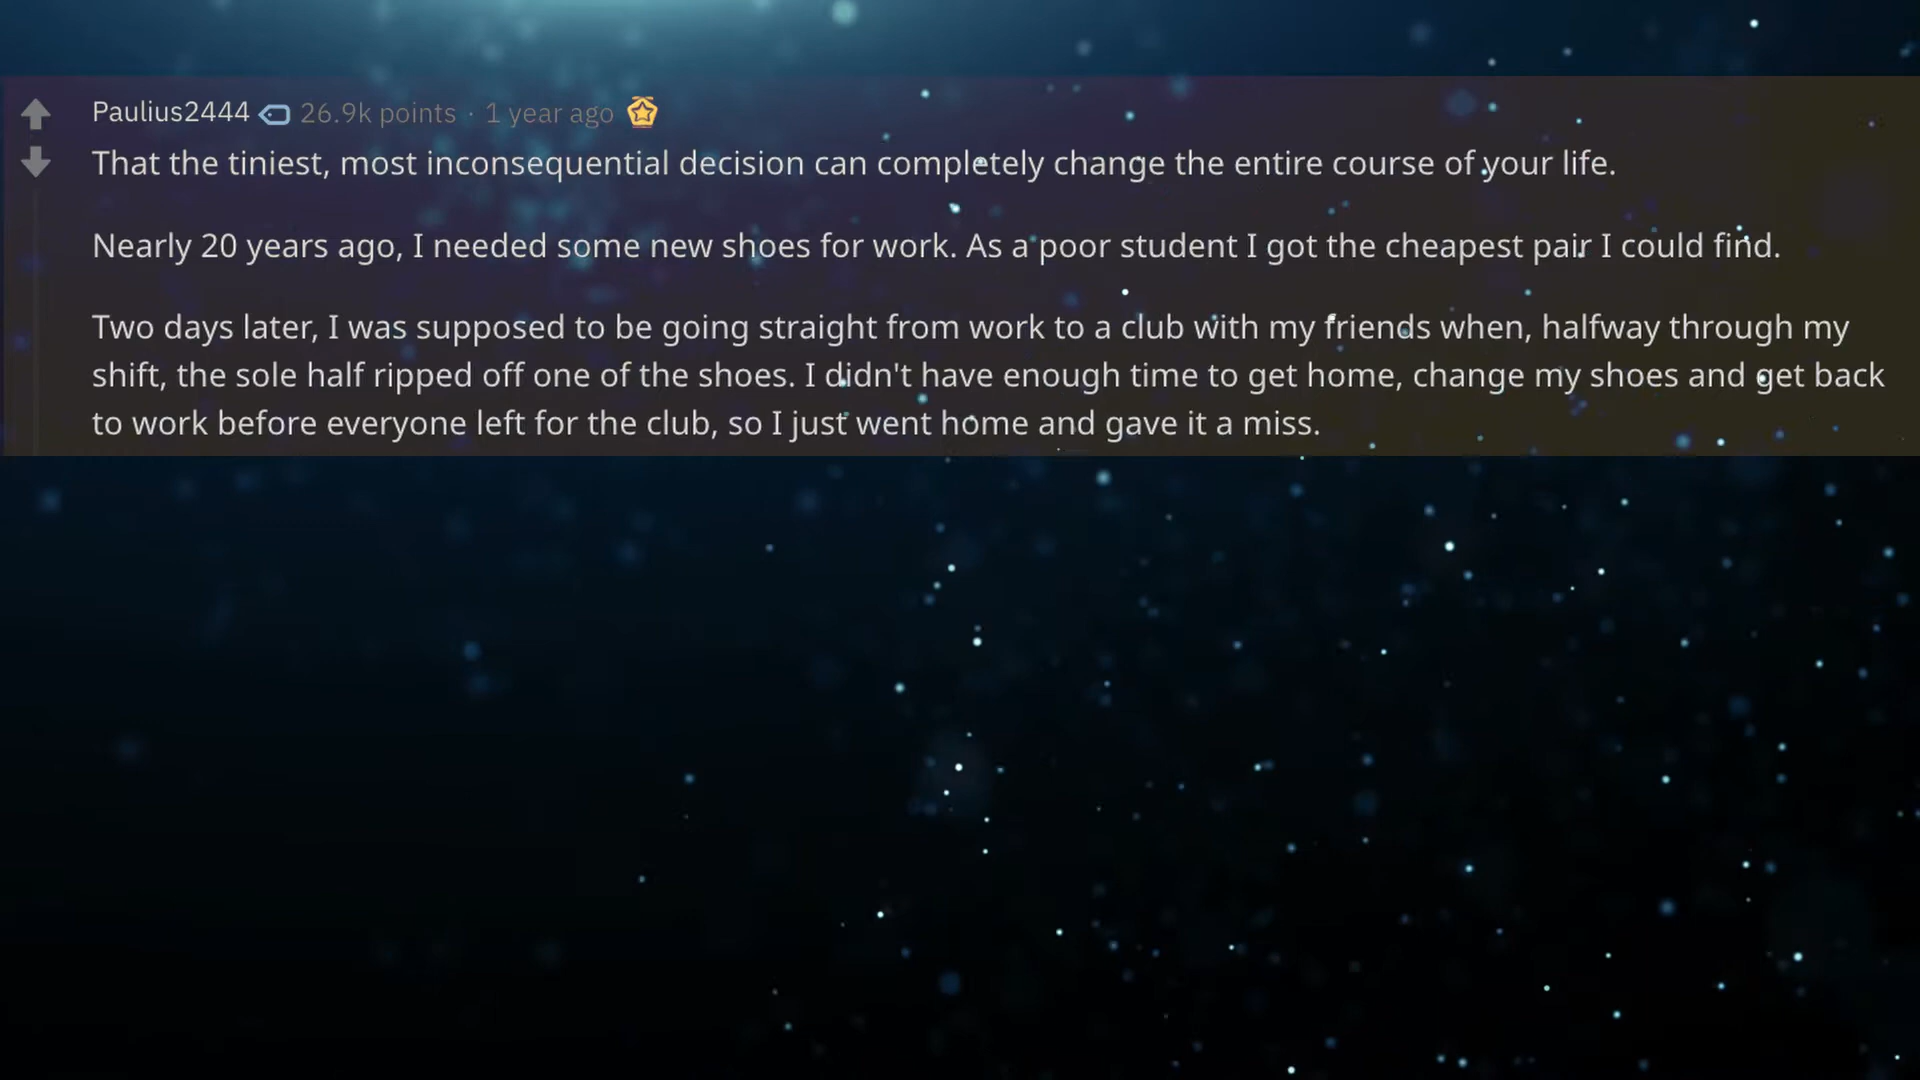 Paulius2444 26.9k points · 1 year ago
That the tiniest, most inconsequential decision can completely change the entire course of your life.
Nearly 20 years ago, I needed some new shoes for work. As a poor student I got the cheapest pair I could find.
Two days later, I was supposed to be going straight from work to a club with my friends when, halfway through my
shift, the sole half ripped off one of the shoes. I didn't have enough time to get home, change my shoes and get back
to work before everyone left for the club, so I just went home and gave it a miss.